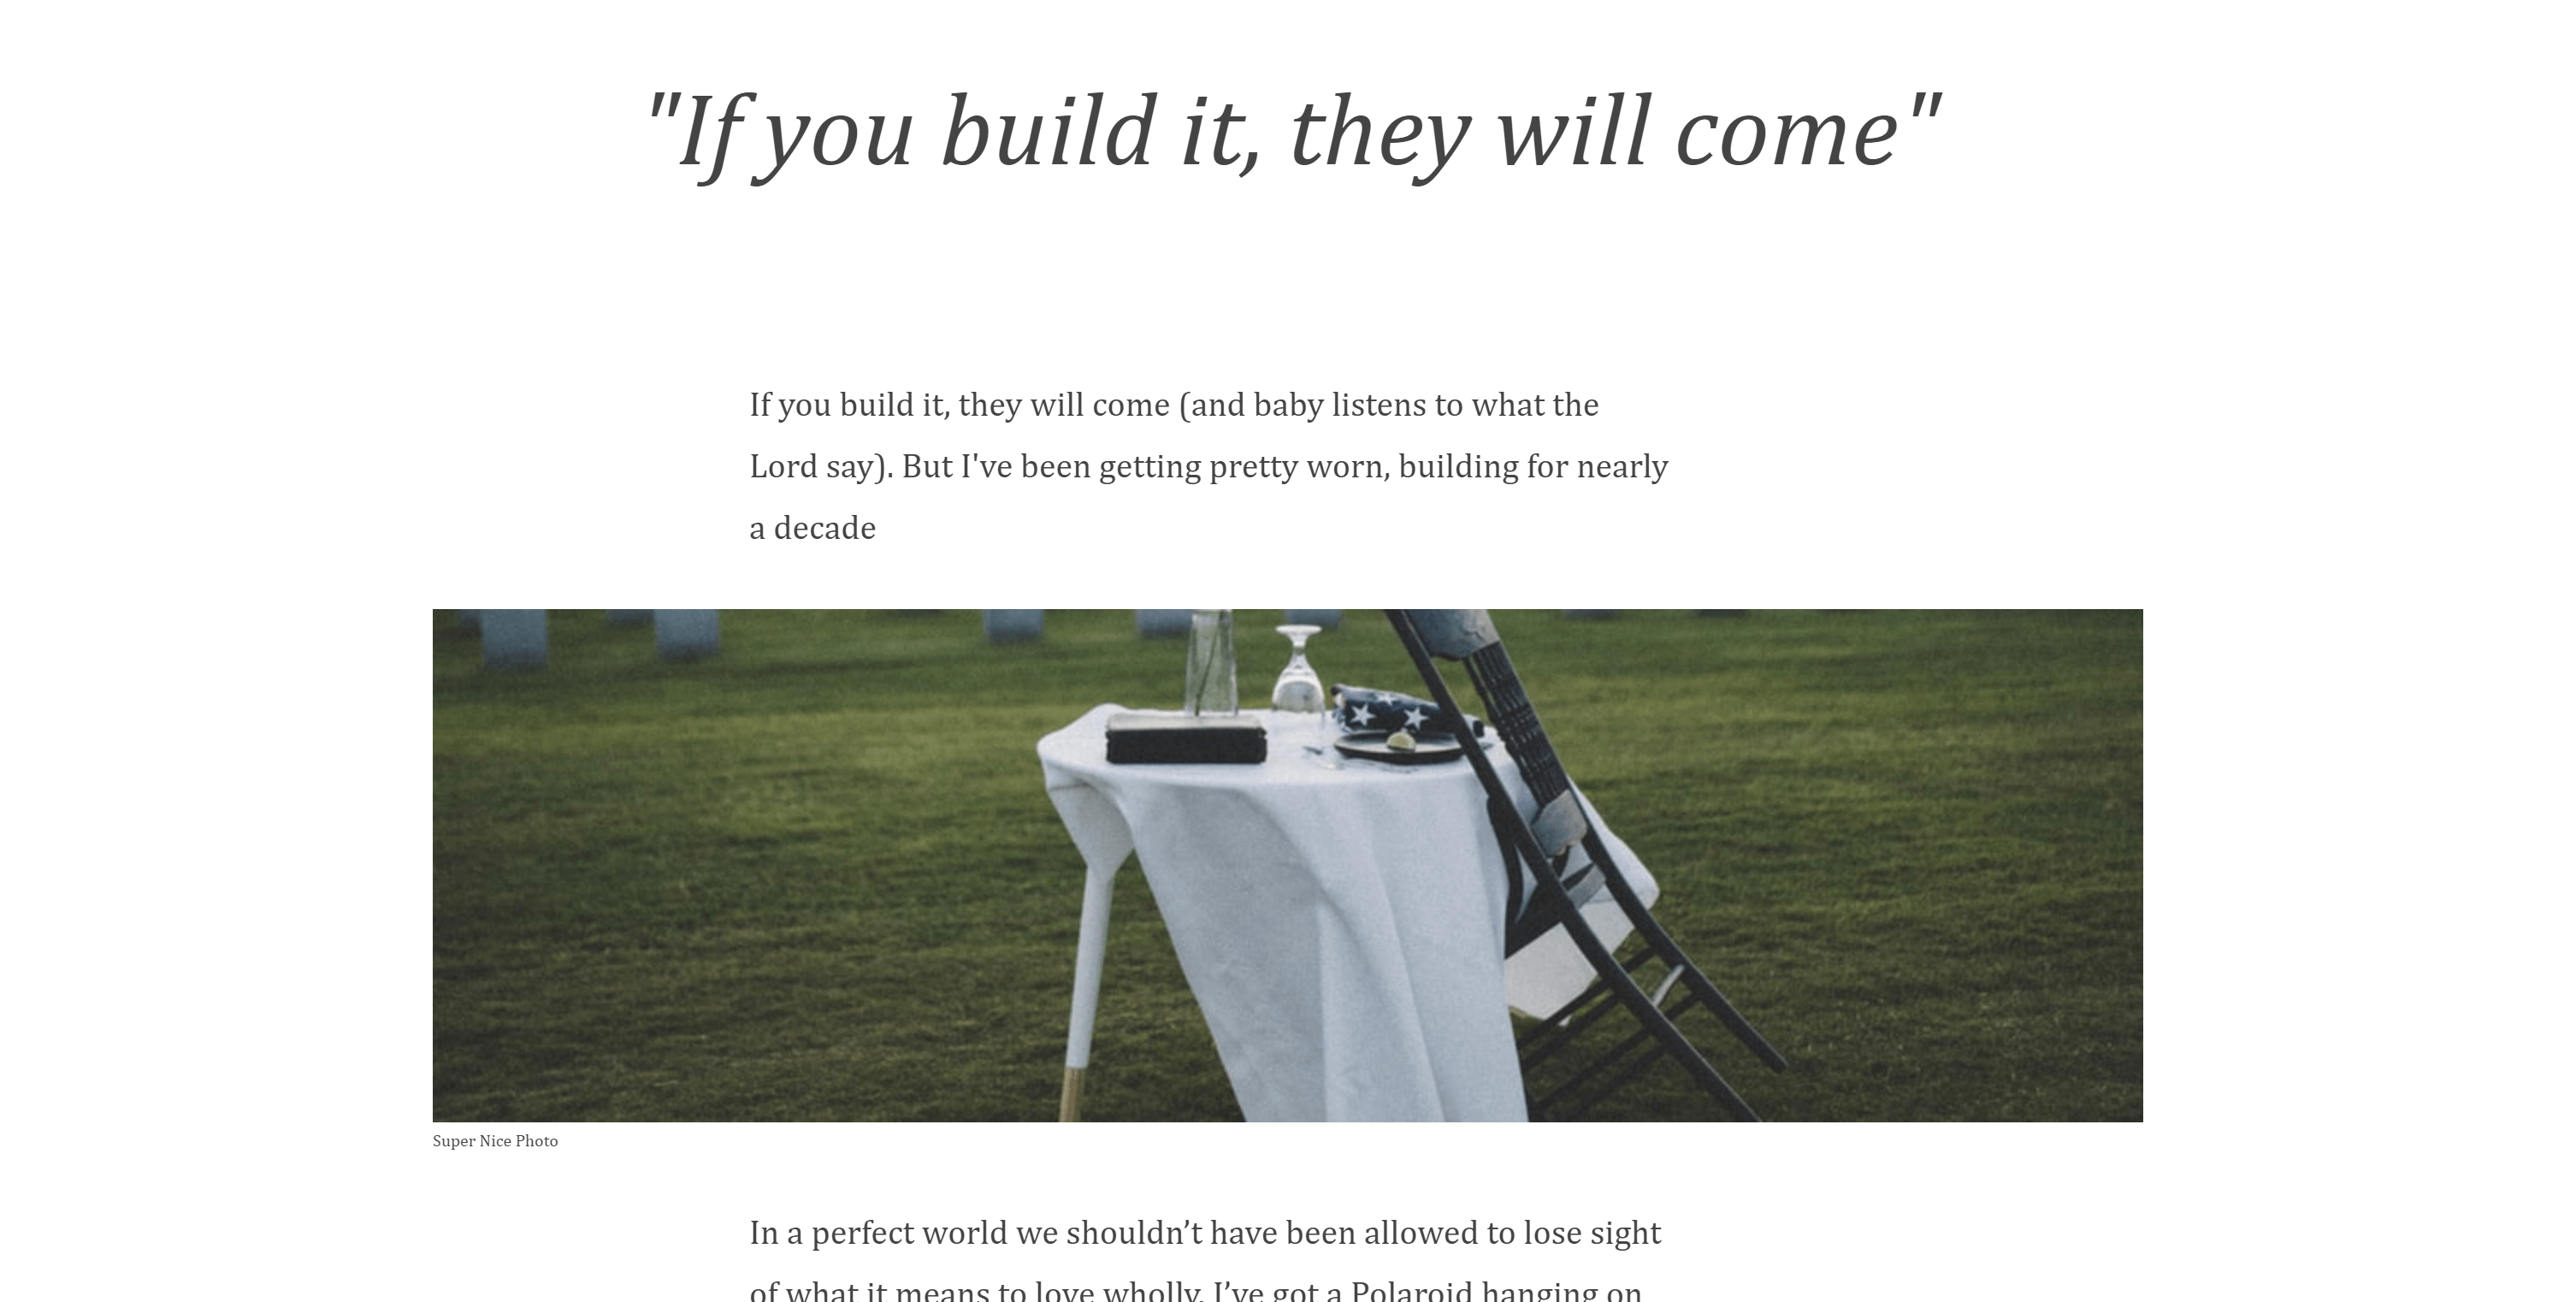 "If you build it, they will come"
If you build it, they will come (and baby listens to what the
Lord say). But I've been getting pretty worn, building for nearly
a decade
Super Nice Photo
In a perfect world we shouldn’t have been allowed to lose sight
of what it means to love wholly. I’ve got a Polaroid hanging on